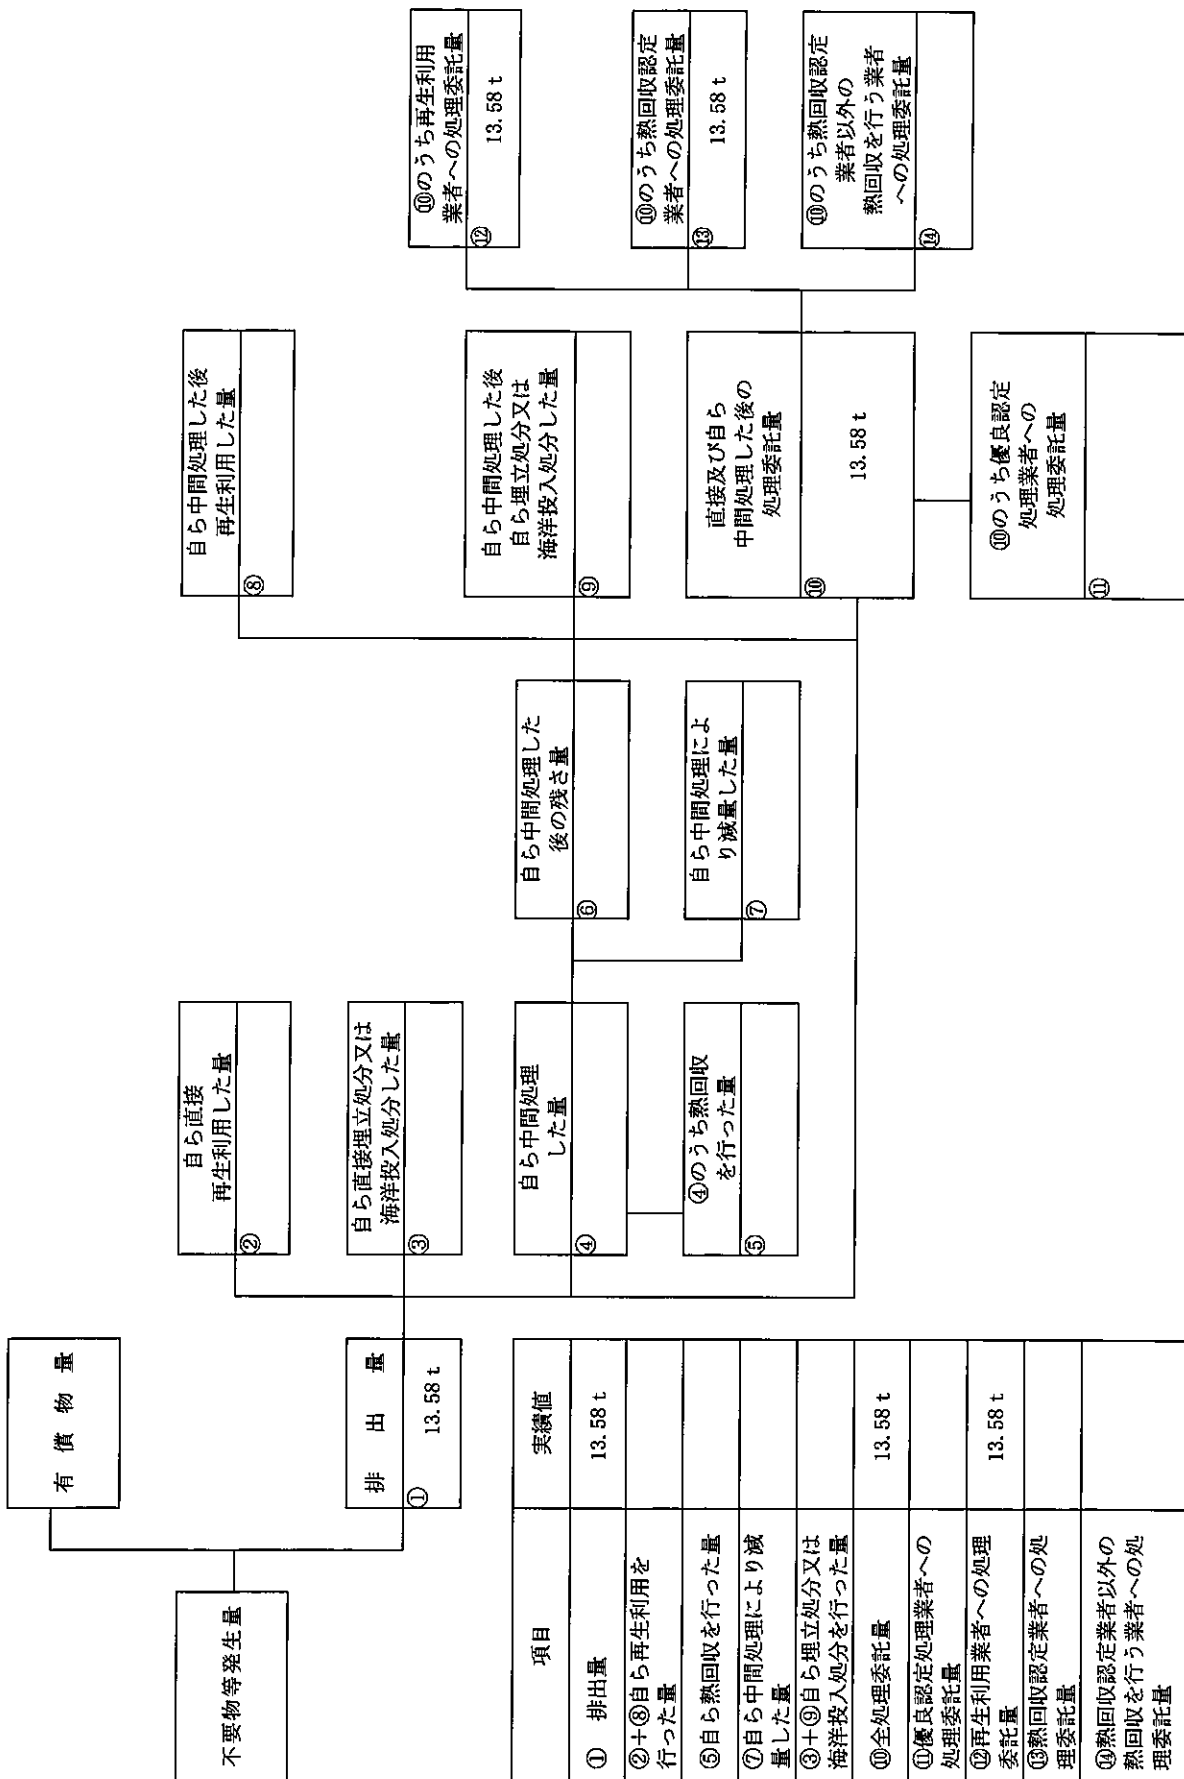 不要物等発生量
有償物量
排出量
①
13.58 t
自ら直接
再生利用した量
②
自ら直接埋立処分又は
海洋投入処分した量
③
自ら中間処理
した量
④
④のうち熱回収
を行った量
⑤
自ら中間処理した
後の残さ量
⑥
自ら中間処理によ
り減量した量
⑦
自ら中間処理した後
再生利用した量
⑧
自ら中間処理した後
自ら埋立処分又は
海洋投入処分した量
⑨
直接及び自ら
中間処理した後の
処理委託量
⑩
13.58 t
⑩のうち優良認定
処理業者への
処理委託量
⑪
⑩のうち再生利用
業者への処理委託量
⑫
13.58 t
⑩のうち熱回収認定
業者への処理委託量
⑬
13.58 t
⑩のうち熱回収認定
業者以外の
熱回収を行う業者
への処理委託量
⑭
項目 実績値
① 排出量 13.58 t
②+⑧自ら再生利用を
行った量
⑤自ら熱回収を行った量
⑦自ら中間処理により減
量した量
③+⑨自ら埋立処分又は
海洋投入処分を行った量
⑩全処理委託量 13.58 t
⑪優良認定処理業者への
処理委託量
⑫再生利用業者への処理
委託量 13.58 t
⑬熱回収認定業者への処
理委託量
⑭熱回収認定業者以外の
熱回収を行う業者への処
理委託量